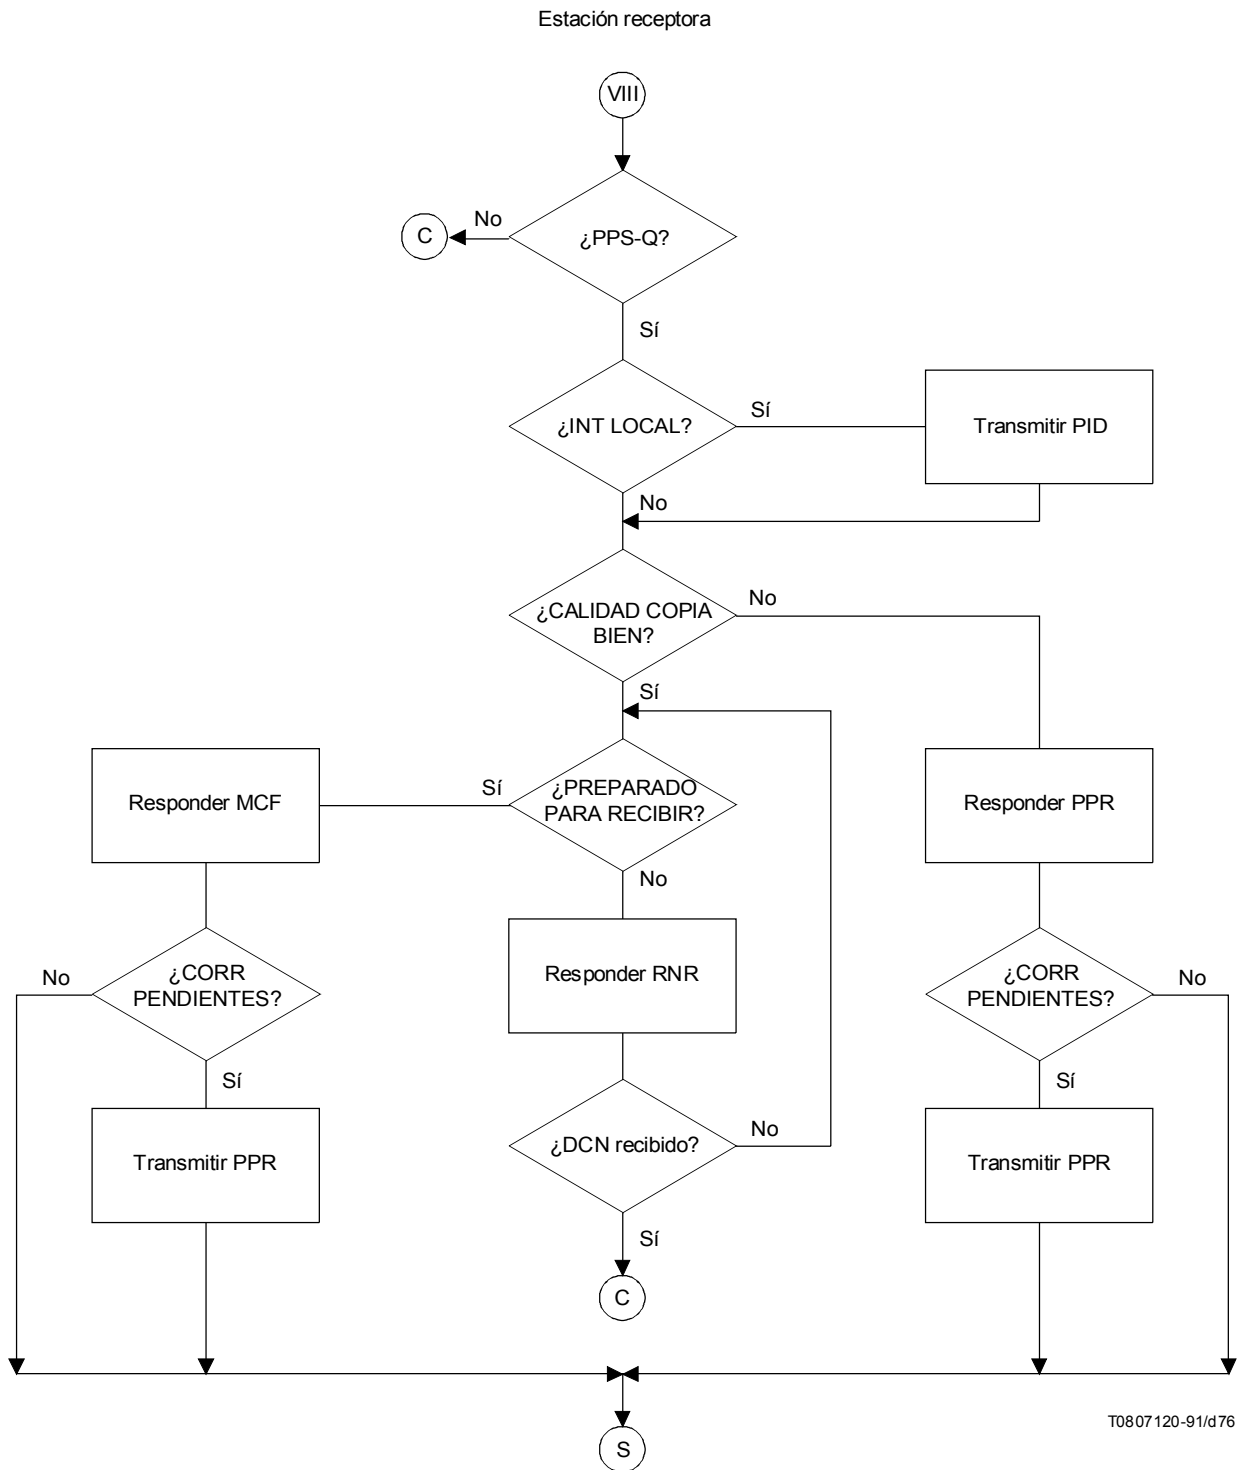 Estación receptora
VIII
C
No
¿PPS-Q?
Sí
¿INT LOCAL?
Sí
Transmitir PID
No
¿CALIDAD COPIA
BIEN?
No
Sí
Responder MCF
Sí
¿PREPARADO
PARA RECIBIR?
Responder PPR
No
No
¿CORR
PENDIENTES?
Responder RNR
¿CORR
PENDIENTES?
No
Sí
Sí
Transmitir PPR
¿DCN recibido?
No
Transmitir PPR
Sí
C
T0807120-91/d76
S